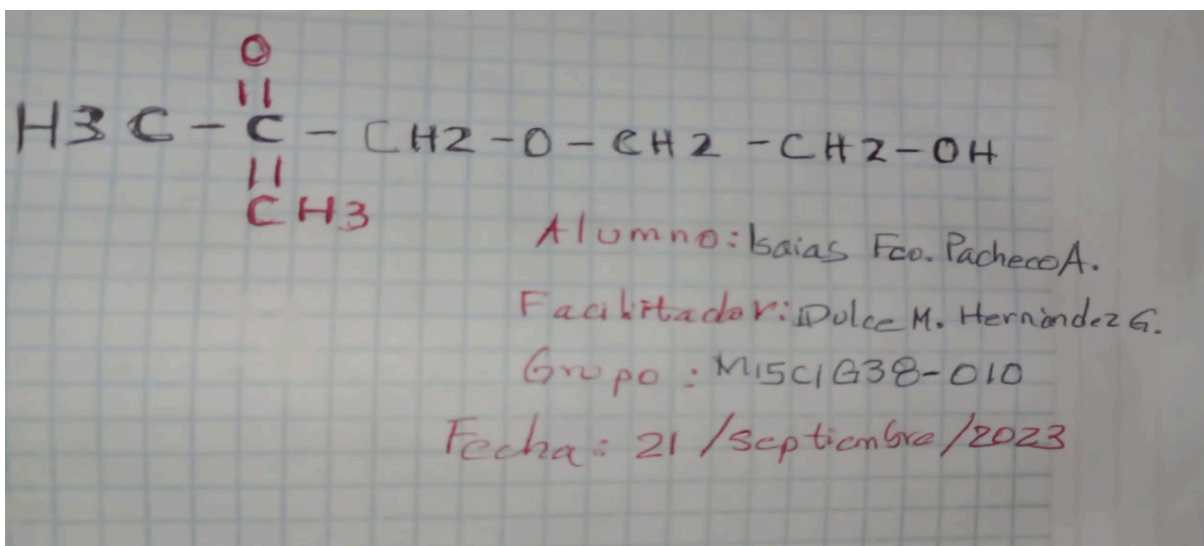 O
||
H3C - C - CH2 - O - CH2 - CH2 - OH
||
CH3
Alumno: Isaias Fco. Pacheco A.
Facilitador: Dulce M. Hernández G.
Grupo: M15C1G38-010
Fecha: 21/septiembre/2023